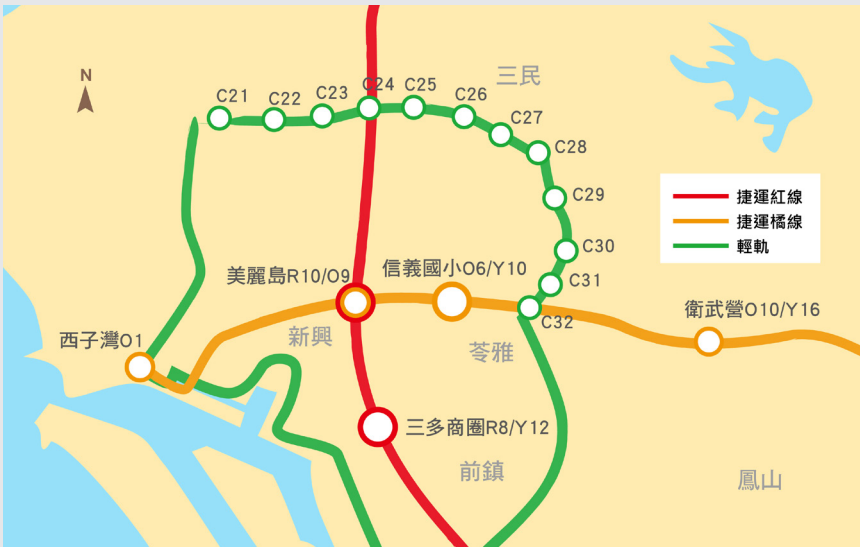 N
C21
C22
C23
C24
C25
三民
C26
C27
C28
C29
捷運紅線
捷運橘線
輕軌
C30
C31
C32
美麗島R10/O9
信義國小O6/Y10
衛武營O10/Y16
新興
西子灣O1
苓雅
三多商圈R8/Y12
前鎮
鳳山